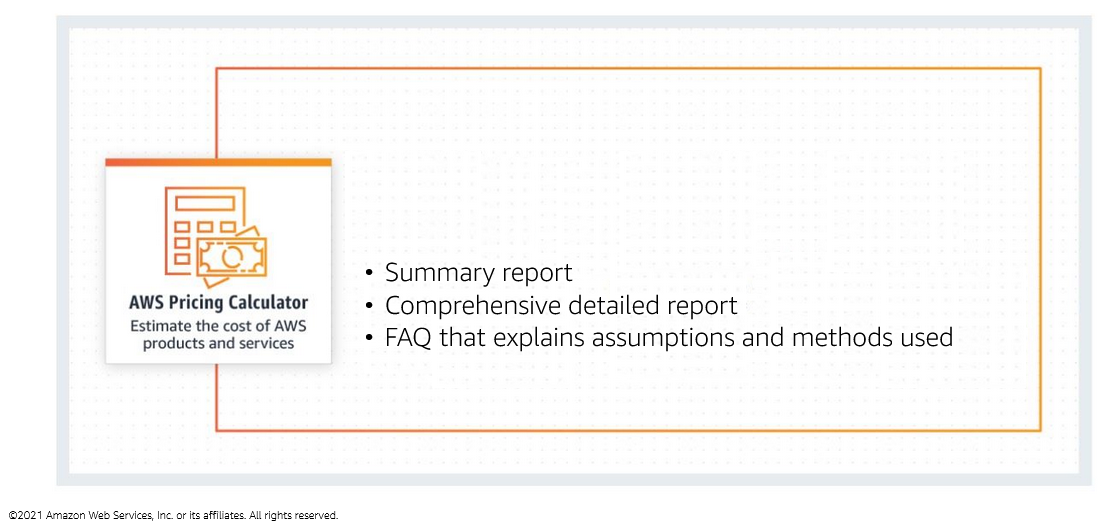 AWS Pricing Calculator
Estimate the cost of AWS
products and services
• Summary report
• Comprehensive detailed report
• FAQ that explains assumptions and methods used
©2021 Amazon Web Services, Inc. or its affiliates. All rights reserved.